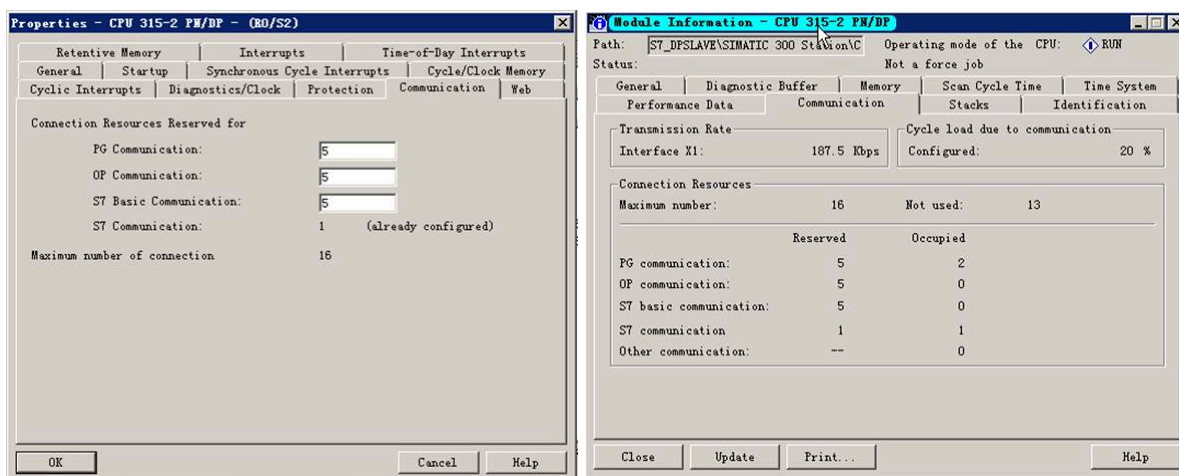 Properties - CPU 315-2 PN/DP - (R0/S2)
Retentive Memory Interrupts Time-of-Day Interrupts
General Startup Synchronous Cycle Interrupts Cycle/Clock Memory
Cyclic Interrupts Diagnostics/Clock Protection Communication Web
Connection Resources Reserved for
PG Communication: 5
OP Communication: 5
S7 Basic Communication: 5
S7 Communication: 1 (already configured)
Maximum number of connection 16
OK Cancel Help
Module Information - CPU 315-2 PN/DP
Path: S7_DPSLAVE\SIMATIC 300 Station\C Operating mode of the CPU: RUN
Status: Not a force job
General Diagnostic Buffer Memory Scan Cycle Time Time System
Performance Data Communication Stacks Identification
Transmission Rate Cycle load due to communication
Interface X1: 187.5 Kbps Configured: 20 %
Connection Resources
Maximum number: 16 Not used: 13
Reserved Occupied
PG communication: 5 2
OP communication: 5 0
S7 basic communication: 5 0
S7 communication 1 1
Other communication: -- 0
Close Update Print... Help